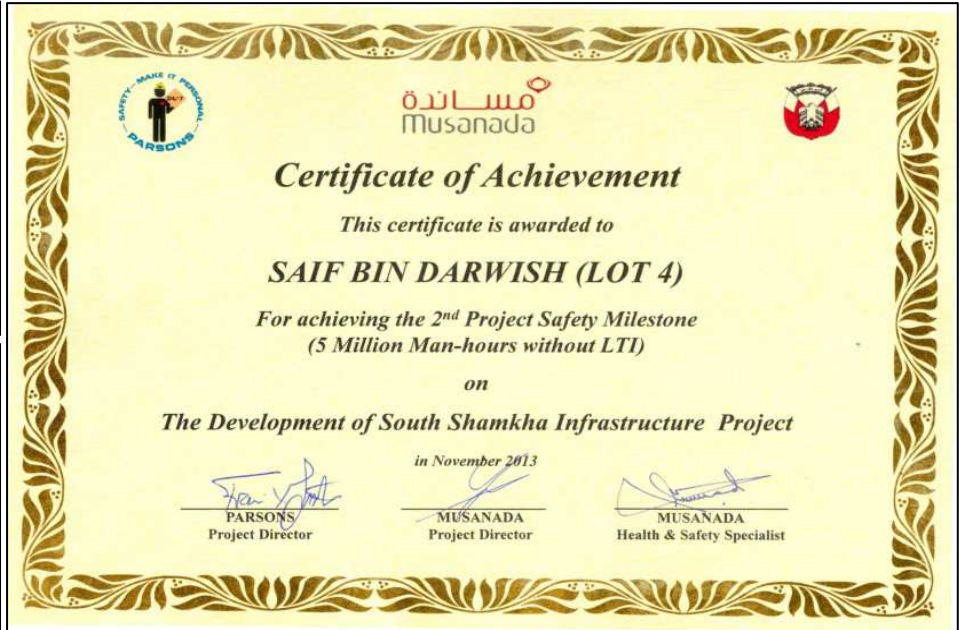 SAFETY - MAKE IT PERSONAL
24/7
PARSONS
مساندة
musanada
Certificate of Achievement
This certificate is awarded to
SAIF BIN DARWISH (LOT 4)
For achieving the 2nd Project Safety Milestone
(5 Million Man-hours without LTI)
on
The Development of South Shamkha Infrastructure Project
in November 2013
PARSONS
Project Director
MUSANADA
Project Director
MUSANADA
Health & Safety Specialist